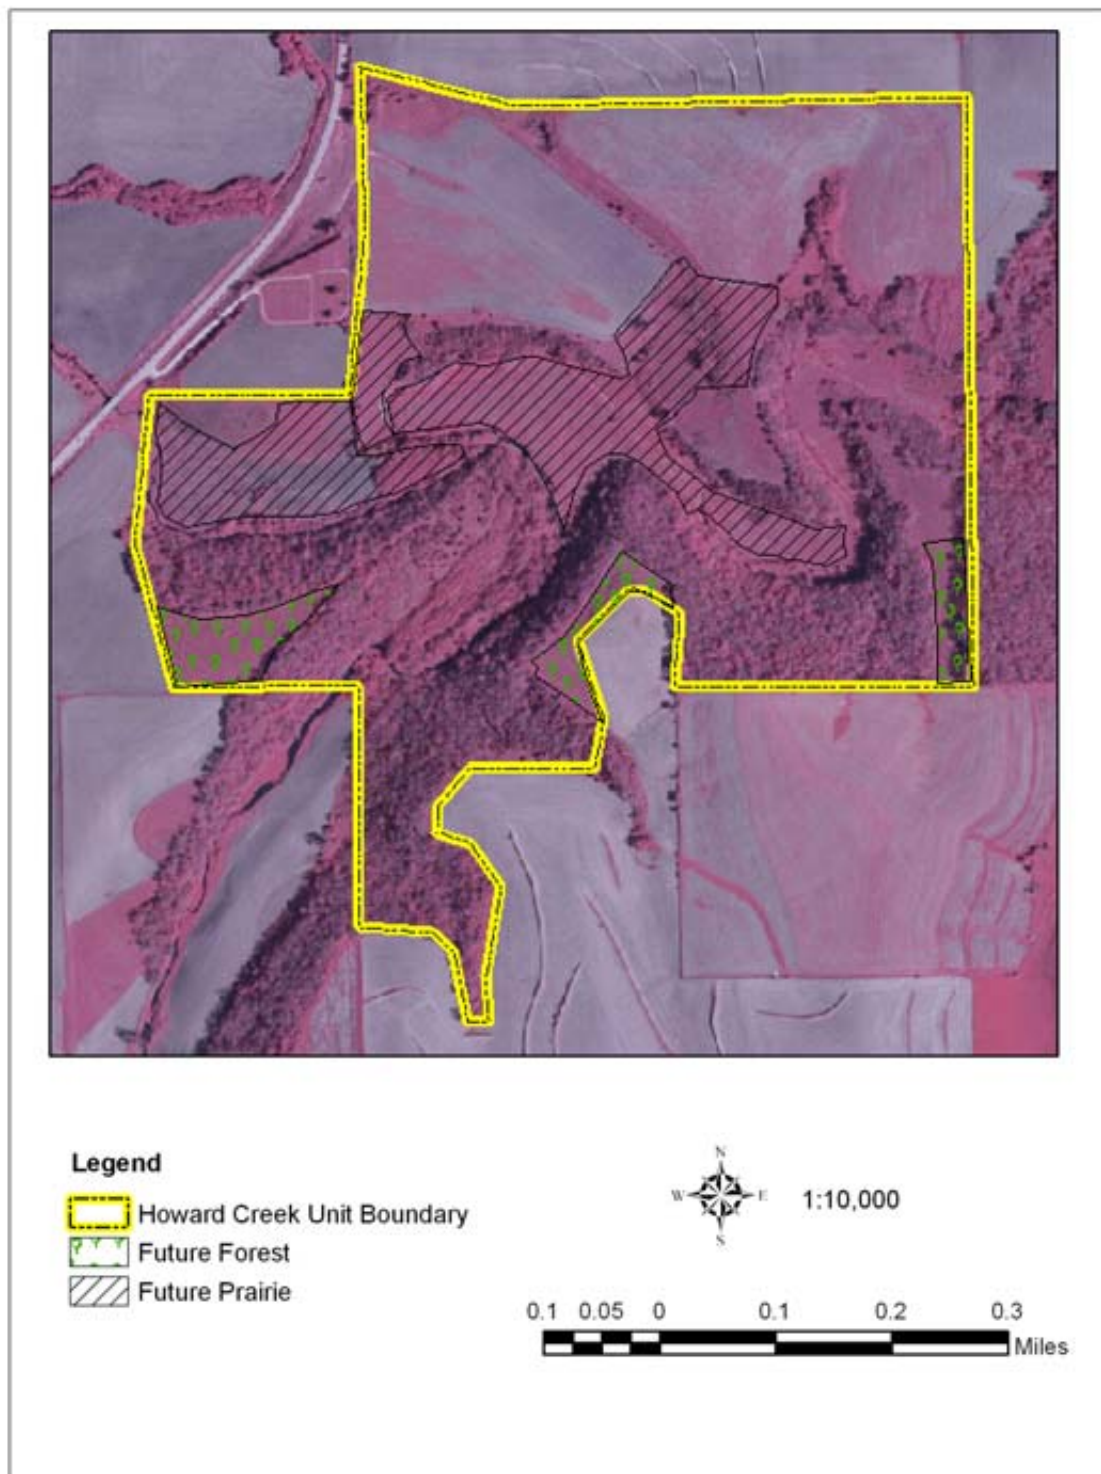 Legend
Howard Creek Unit Boundary
Future Forest
Future Prairie
N
W E
S
1:10,000
0.1 0.05 0 0.1 0.2 0.3
Miles